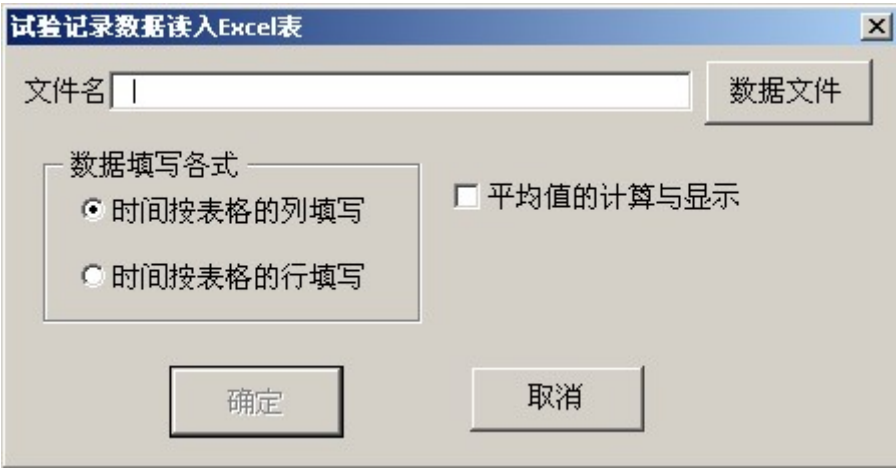 试验记录数据读入Excel表
文件名 数据文件
数据填写各式
时间按表格的列填写
平均值的计算与显示
时间按表格的行填写
确定 取消